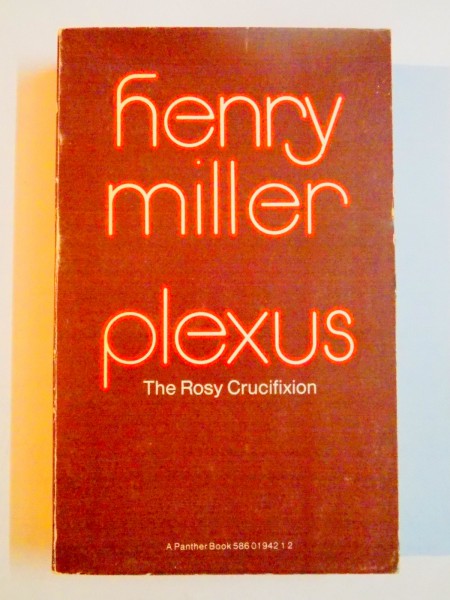 henry
miller
plexus
The Rosy Crucifixion
A Panther Book 586 01942 1 2